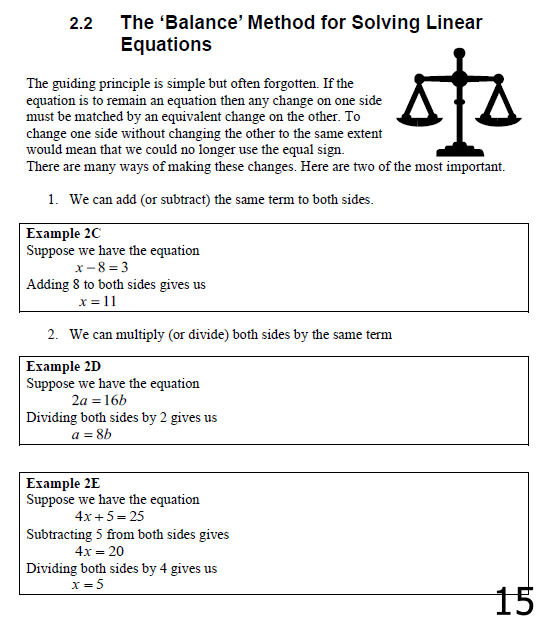 2.2 The ‘Balance’ Method for Solving Linear
Equations
The guiding principle is simple but often forgotten. If the
equation is to remain an equation then any change on one side
must be matched by an equivalent change on the other. To
change one side without changing the other to the same extent
would mean that we could no longer use the equal sign.
There are many ways of making these changes. Here are two of the most important.
1. We can add (or subtract) the same term to both sides.
Example 2C
Suppose we have the equation
x – 8 = 3
Adding 8 to both sides gives us
x = 11
2. We can multiply (or divide) both sides by the same term
Example 2D
Suppose we have the equation
2a = 16b
Dividing both sides by 2 gives us
a = 8b
Example 2E
Suppose we have the equation
4x + 5 = 25
Subtracting 5 from both sides gives
4x = 20
Dividing both sides by 4 gives us
x = 5
15